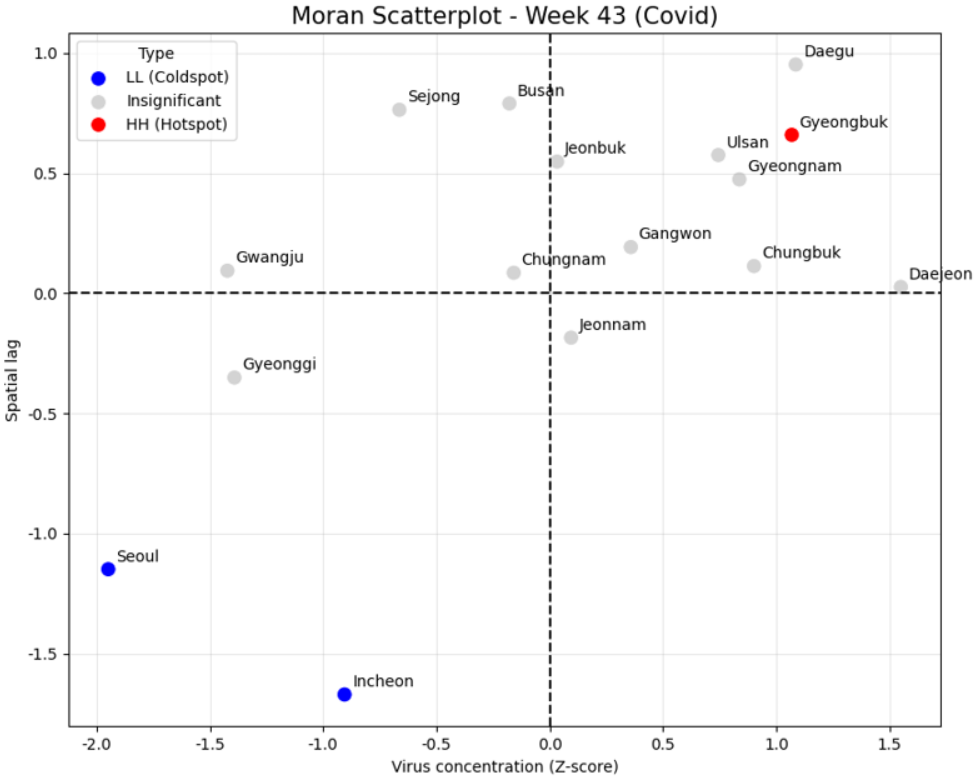 Moran Scatterplot - Week 43 (Covid)
Type
LL (Coldspot)
Insignificant
HH (Hotspot)
Daegu
Sejong
Busan
Gyeongbuk
Jeonbuk
Ulsan
Gyeongnam
Gangwon
Gwangju
Chungnam
Chungbuk
Daejeon
Jeonnam
Gyeonggi
Seoul
Incheon
1.0
0.5
0.0
-0.5
-1.0
-1.5
Spatial lag
-2.0 -1.5 -1.0 -0.5 0.0 0.5 1.0 1.5
Virus concentration (Z-score)